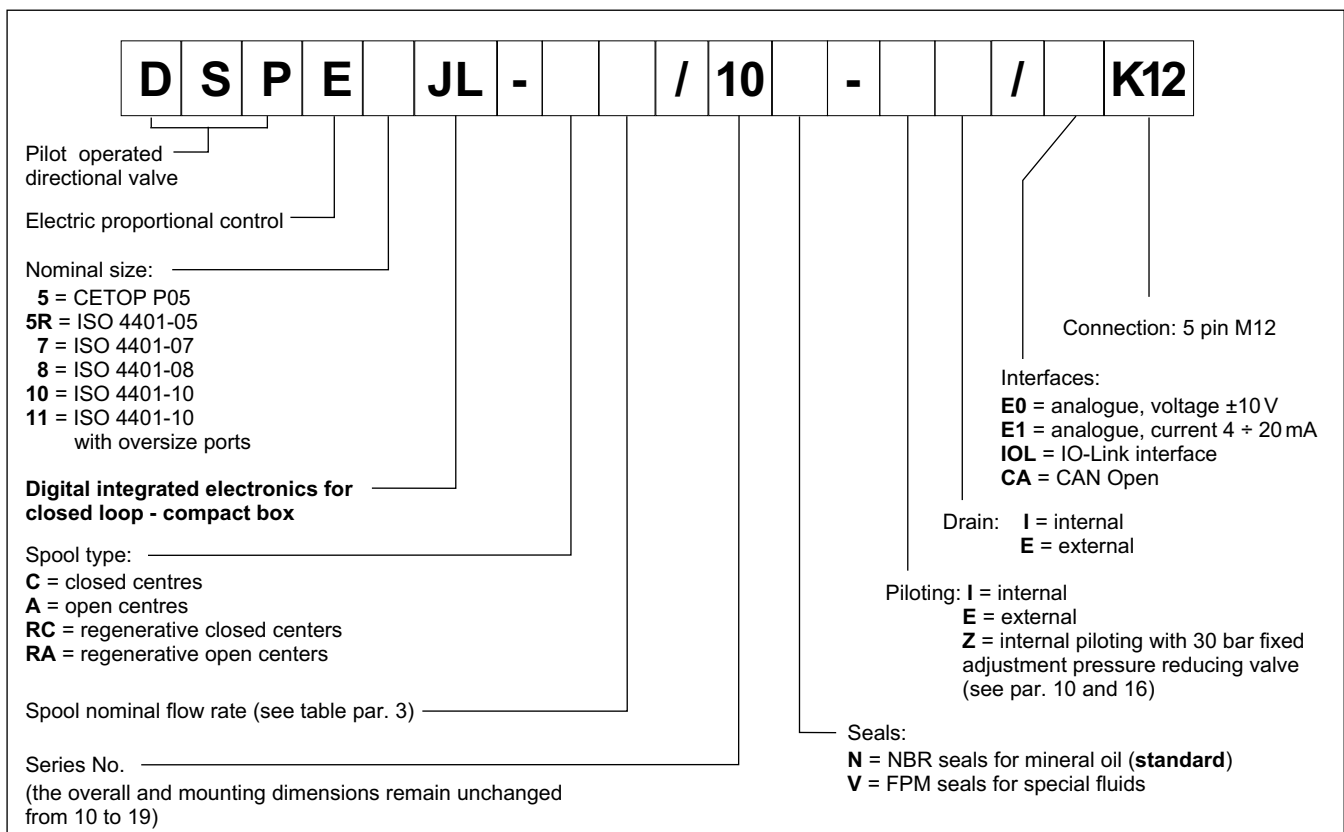 D S P E JL - / 10 - / K12
Pilot operated
directional valve
Electric proportional control
Nominal size:
5 = CETOP P05
5R = ISO 4401-05
7 = ISO 4401-07
8 = ISO 4401-08
10 = ISO 4401-10
11 = ISO 4401-10
with oversize ports
Digital integrated electronics for
closed loop - compact box
Spool type:
C = closed centres
A = open centres
RC = regenerative closed centers
RA = regenerative open centers
Spool nominal flow rate (see table par. 3)
Series No.
(the overall and mounting dimensions remain unchanged
from 10 to 19)
Connection: 5 pin M12
Interfaces:
E0 = analogue, voltage ±10 V
E1 = analogue, current 4 ÷ 20 mA
IOL = IO-Link interface
CA = CAN Open
Drain: I = internal
E = external
Piloting: I = internal
E = external
Z = internal piloting with 30 bar fixed
adjustment pressure reducing valve
(see par. 10 and 16)
Seals:
N = NBR seals for mineral oil (standard)
V = FPM seals for special fluids